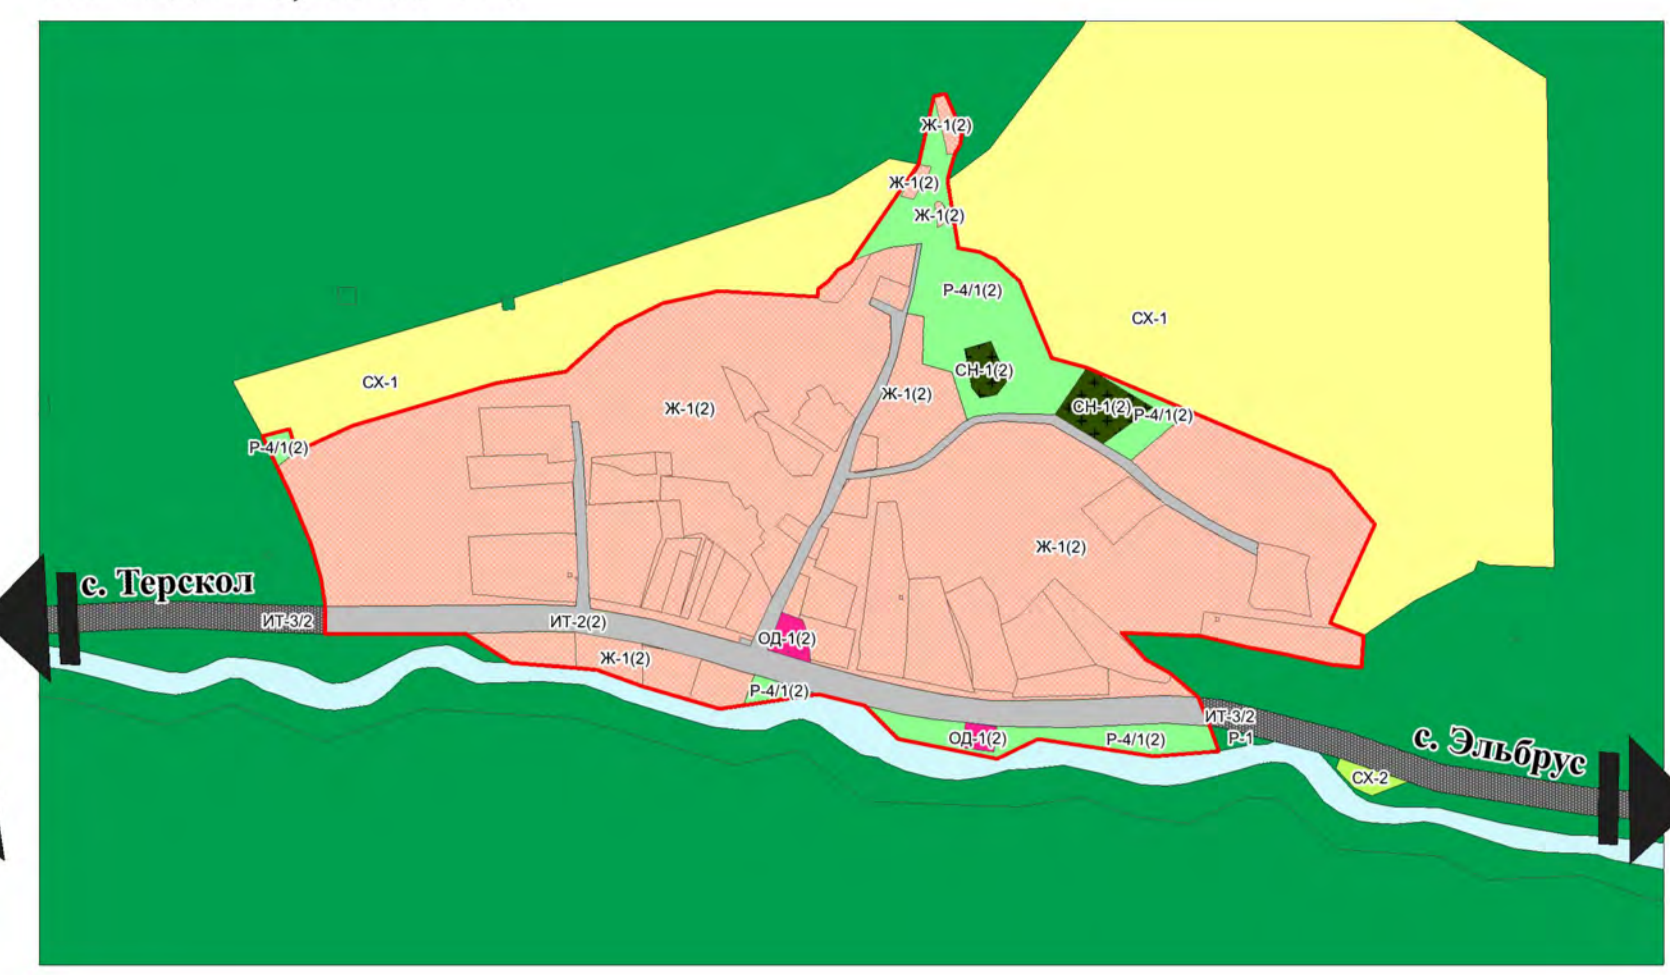 Ж-1(2)
Ж-1(2)
Ж-1(2)
Р-4/1(2)
СХ-1
СН-1(2)
СХ-1
Ж-1(2)
Ж-1(2)
СН-1(2)
Р-4/1(2)
Р-4/1(2)
Ж-1(2)
с. Терскол
ИТ-3/2
ИТ-2(2)
ОД-1(2)
Ж-1(2)
Р-4/1(2)
ИТ-3/2
ОД-1(2)
Р-4/1(2)
Р-1
с. Эльбрус
СХ-2